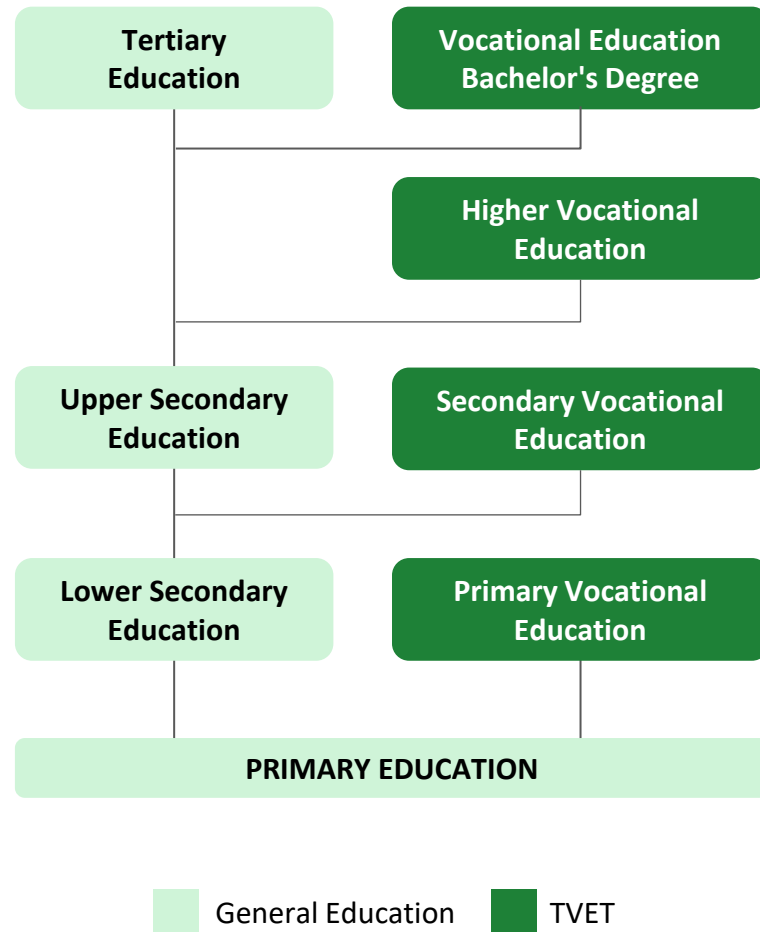 Tertiary
Education
Vocational Education
Bachelor's Degree
Higher Vocational
Education
Upper Secondary
Education
Secondary Vocational
Education
Lower Secondary
Education
Primary Vocational
Education
PRIMARY EDUCATION
General Education
TVET